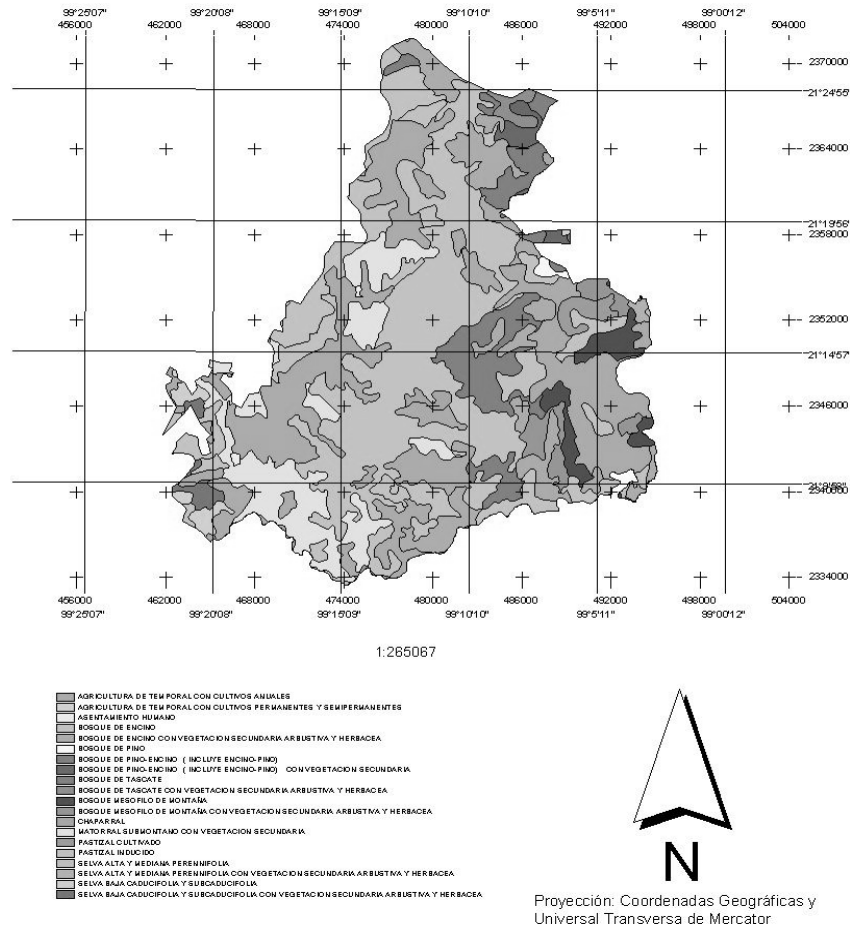 99°25'07" 99°20'08" 99°15'09" 99°10'10" 99°5'11" 99°00'12"
456000 462000 468000 474000 480000 486000 492000 498000 504000
2370000
21°24'55"
2364000
21°19'56"
2358000
2352000
21°14'57"
2346000
2340000
2334000
456000 462000 468000 474000 480000 486000 492000 498000 504000
99°25'07" 99°20'08" 99°15'09" 99°10'10" 99°5'11" 99°00'12"
1:265067
AGRICULTURA DE TEMPORAL CON CULTIVOS ANUALES
AGRICULTURA DE TEMPORAL CON CULTIVOS PERMANENTES Y SEMIPERMANENTES
ASENTAMIENTO HUMANO
BOSQUE DE ENCINO
BOSQUE DE ENCINO CON VEGETACION SECUNDARIA ARBUSTIVA Y HERBACEA
BOSQUE DE PINO
BOSQUE DE PINO-ENCINO ( INCLUYE ENCINO-PINO)
BOSQUE DE PINO-ENCINO ( INCLUYE ENCINO-PINO) CON VEGETACION SECUNDARIA
BOSQUE DE TASCATE
BOSQUE DE TASCATE CON VEGETACION SECUNDARIA ARBUSTIVA Y HERBACEA
BOSQUE MESOFILO DE MONTAÑA
BOSQUE MESOFILO DE MONTAÑA CON VEGETACION SECUNDARIA ARBUSTIVA Y HERBACEA
CHAPARRAL
MATORRAL SUBMONTANO CON VEGETACION SECUNDARIA
PASTIZAL CULTIVADO
PASTIZAL INDUCIDO
SELVA ALTA Y MEDIANA PERENNIFOLIA
SELVA ALTA Y MEDIANA PERENNIFOLIA CON VEGETACION SECUNDARIA ARBUSTIVA Y HERBACEA
SELVA BAJA CADUCIFOLIA Y SUBCADUCIFOLIA
SELVA BAJA CADUCIFOLIA Y SUBCADUCIFOLIA CON VEGETACION SECUNDARIA ARBUSTIVA Y HERBACEA
N
Proyección: Coordenadas Geográficas y
Universal Transversa de Mercator